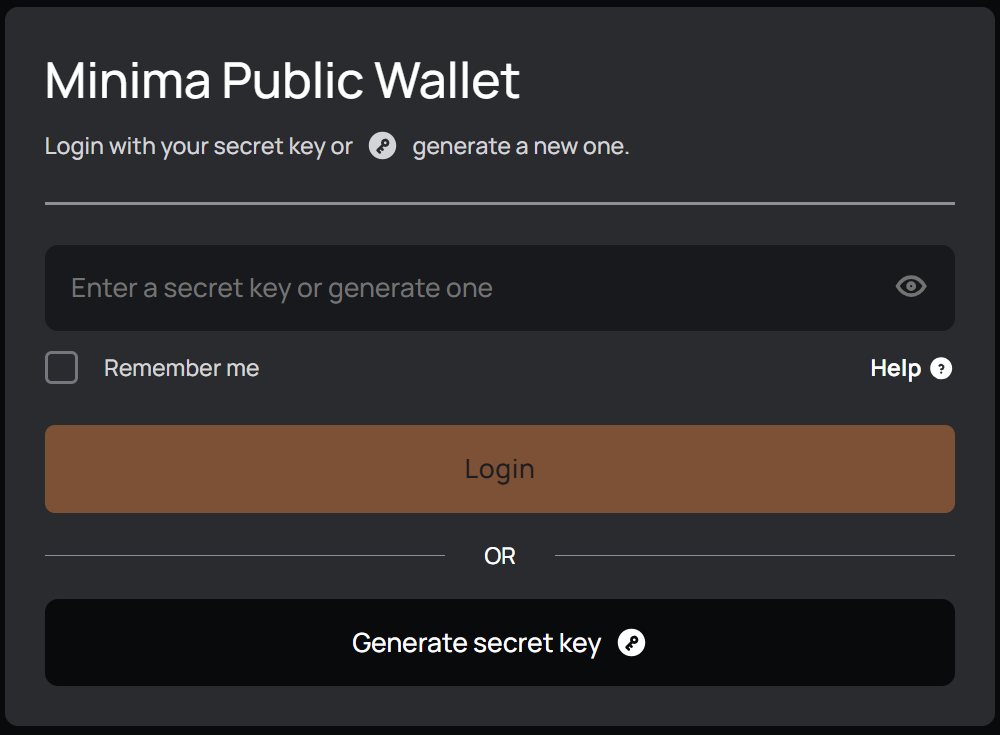 Minima Public Wallet
Login with your secret key or generate a new one.
Enter a secret key or generate one
Remember me
Help ?
Login
OR
Generate secret key